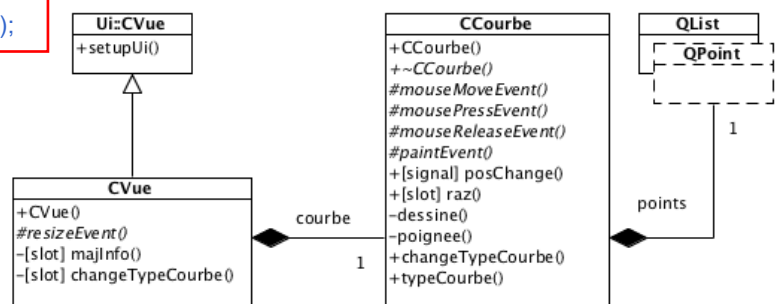 );
Ui::CVue
+setupUi()
CVue
+CVue()
#resizeEvent()
-[slot] majInfo()
-[slot] changeTypeCourbe()
courbe
1
CCourbe
+CCourbe()
+~CCourbe()
#mouseMoveEvent()
#mousePressEvent()
#mouseReleaseEvent()
#paintEvent()
+[signal] posChange()
+[slot] raz()
-dessine()
-poignee()
+changeTypeCourbe()
+typeCourbe()
QList
QPoint
1
points